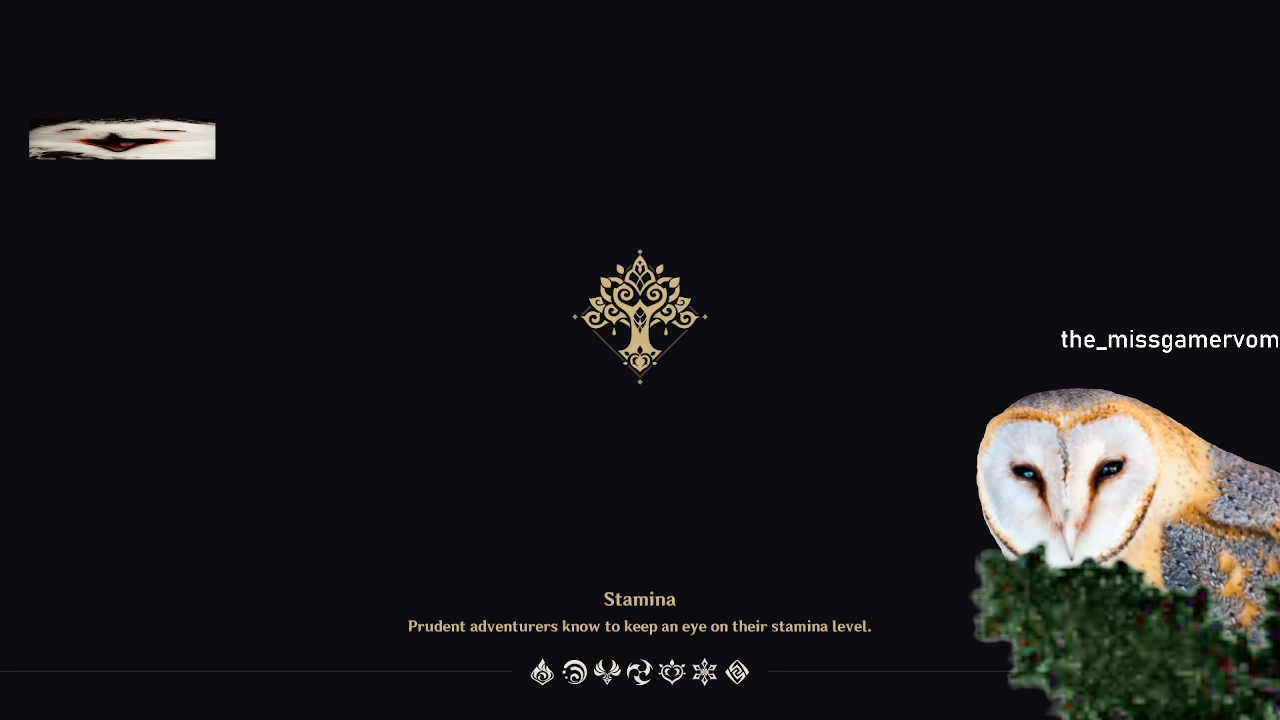 the_missgamervom
Stamina
Prudent adventurers know to keep an eye on their stamina level.